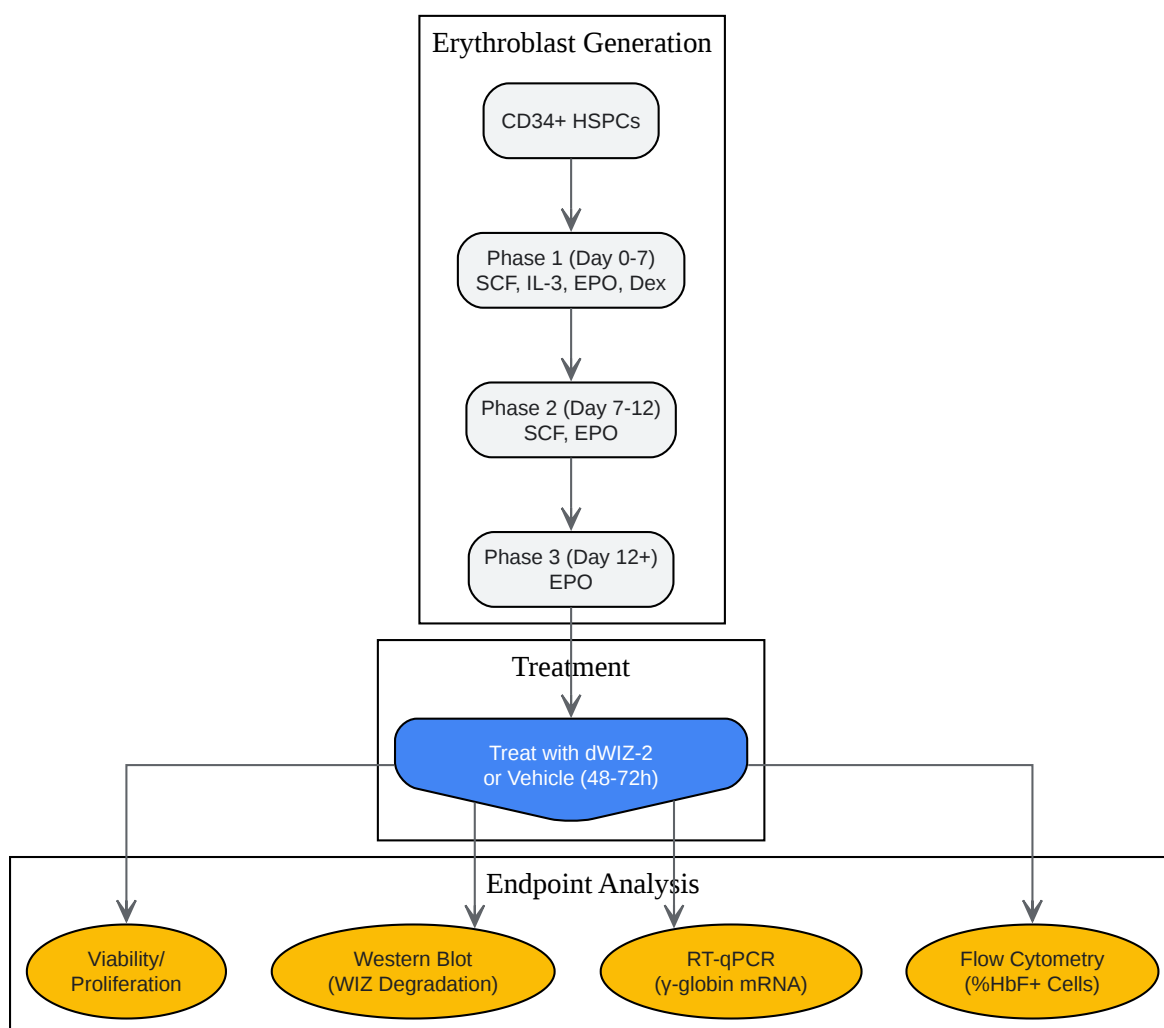 Erythroblast Generation
CD34+ HSPCs
Phase 1 (Day 0-7)
SCF, IL-3, EPO, Dex
Phase 2 (Day 7-12)
SCF, EPO
Phase 3 (Day 12+)
EPO
Treatment
Treat with dWIZ-2
or Vehicle (48-72h)
Endpoint Analysis
Viability/
Proliferation
Western Blot
(WIZ Degradation)
RT-qPCR
(γ-globin mRNA)
Flow Cytometry
(%HbF+ Cells)